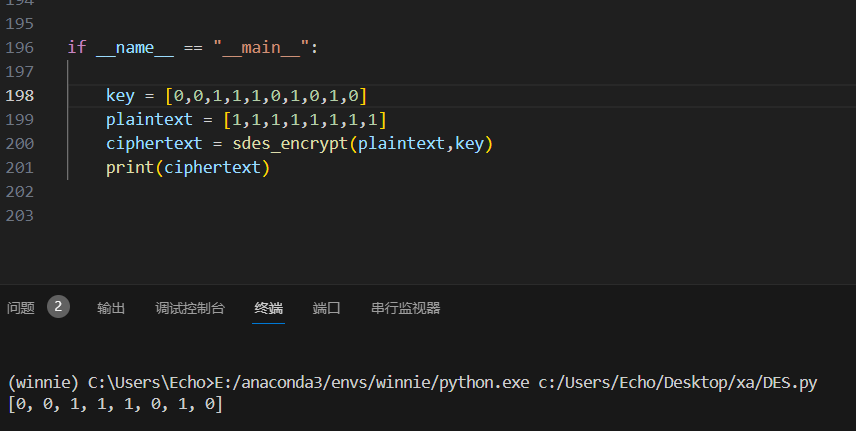 194
195
196 if __name__ == "__main__":
197
198 key = [0,0,1,1,1,0,1,0,1,0]
199 plaintext = [1,1,1,1,1,1,1,1]
200 ciphertext = sdes_encrypt(plaintext,key)
201 print(ciphertext)
202
203
问题 2 输出 调试控制台 终端 端口 串行监视器
(winnie) C:\Users\Echo>E:/anaconda3/envs/winnie/python.exe c:/Users/Echo/Desktop/xa/DES.py
[0, 0, 1, 1, 1, 0, 1, 0]